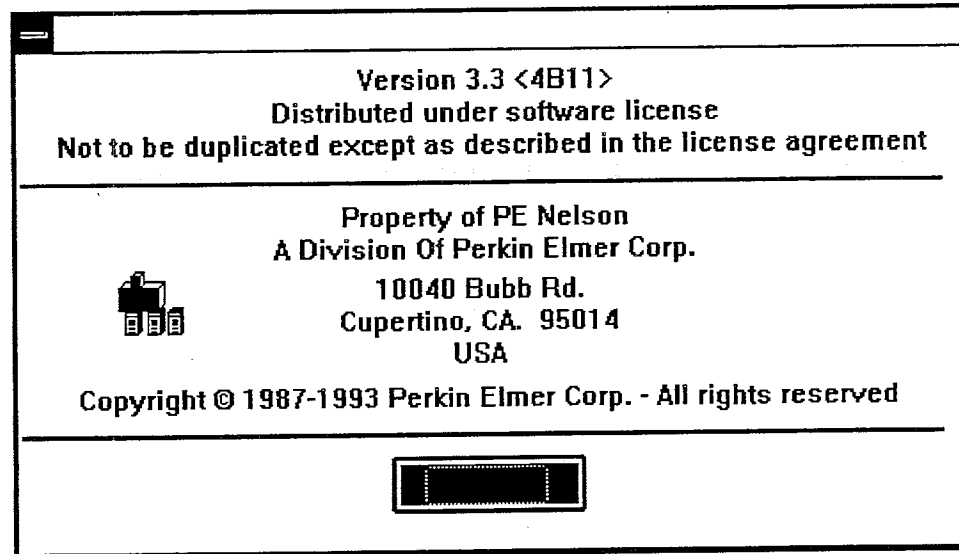 Version 3.3 <4B11>
Distributed under software license
Not to be duplicated except as described in the license agreement
Property of PE Nelson
A Division Of Perkin Elmer Corp.
10040 Bubb Rd.
Cupertino, CA.  95014
USA
Copyright © 1987-1993 Perkin Elmer Corp. - All rights reserved